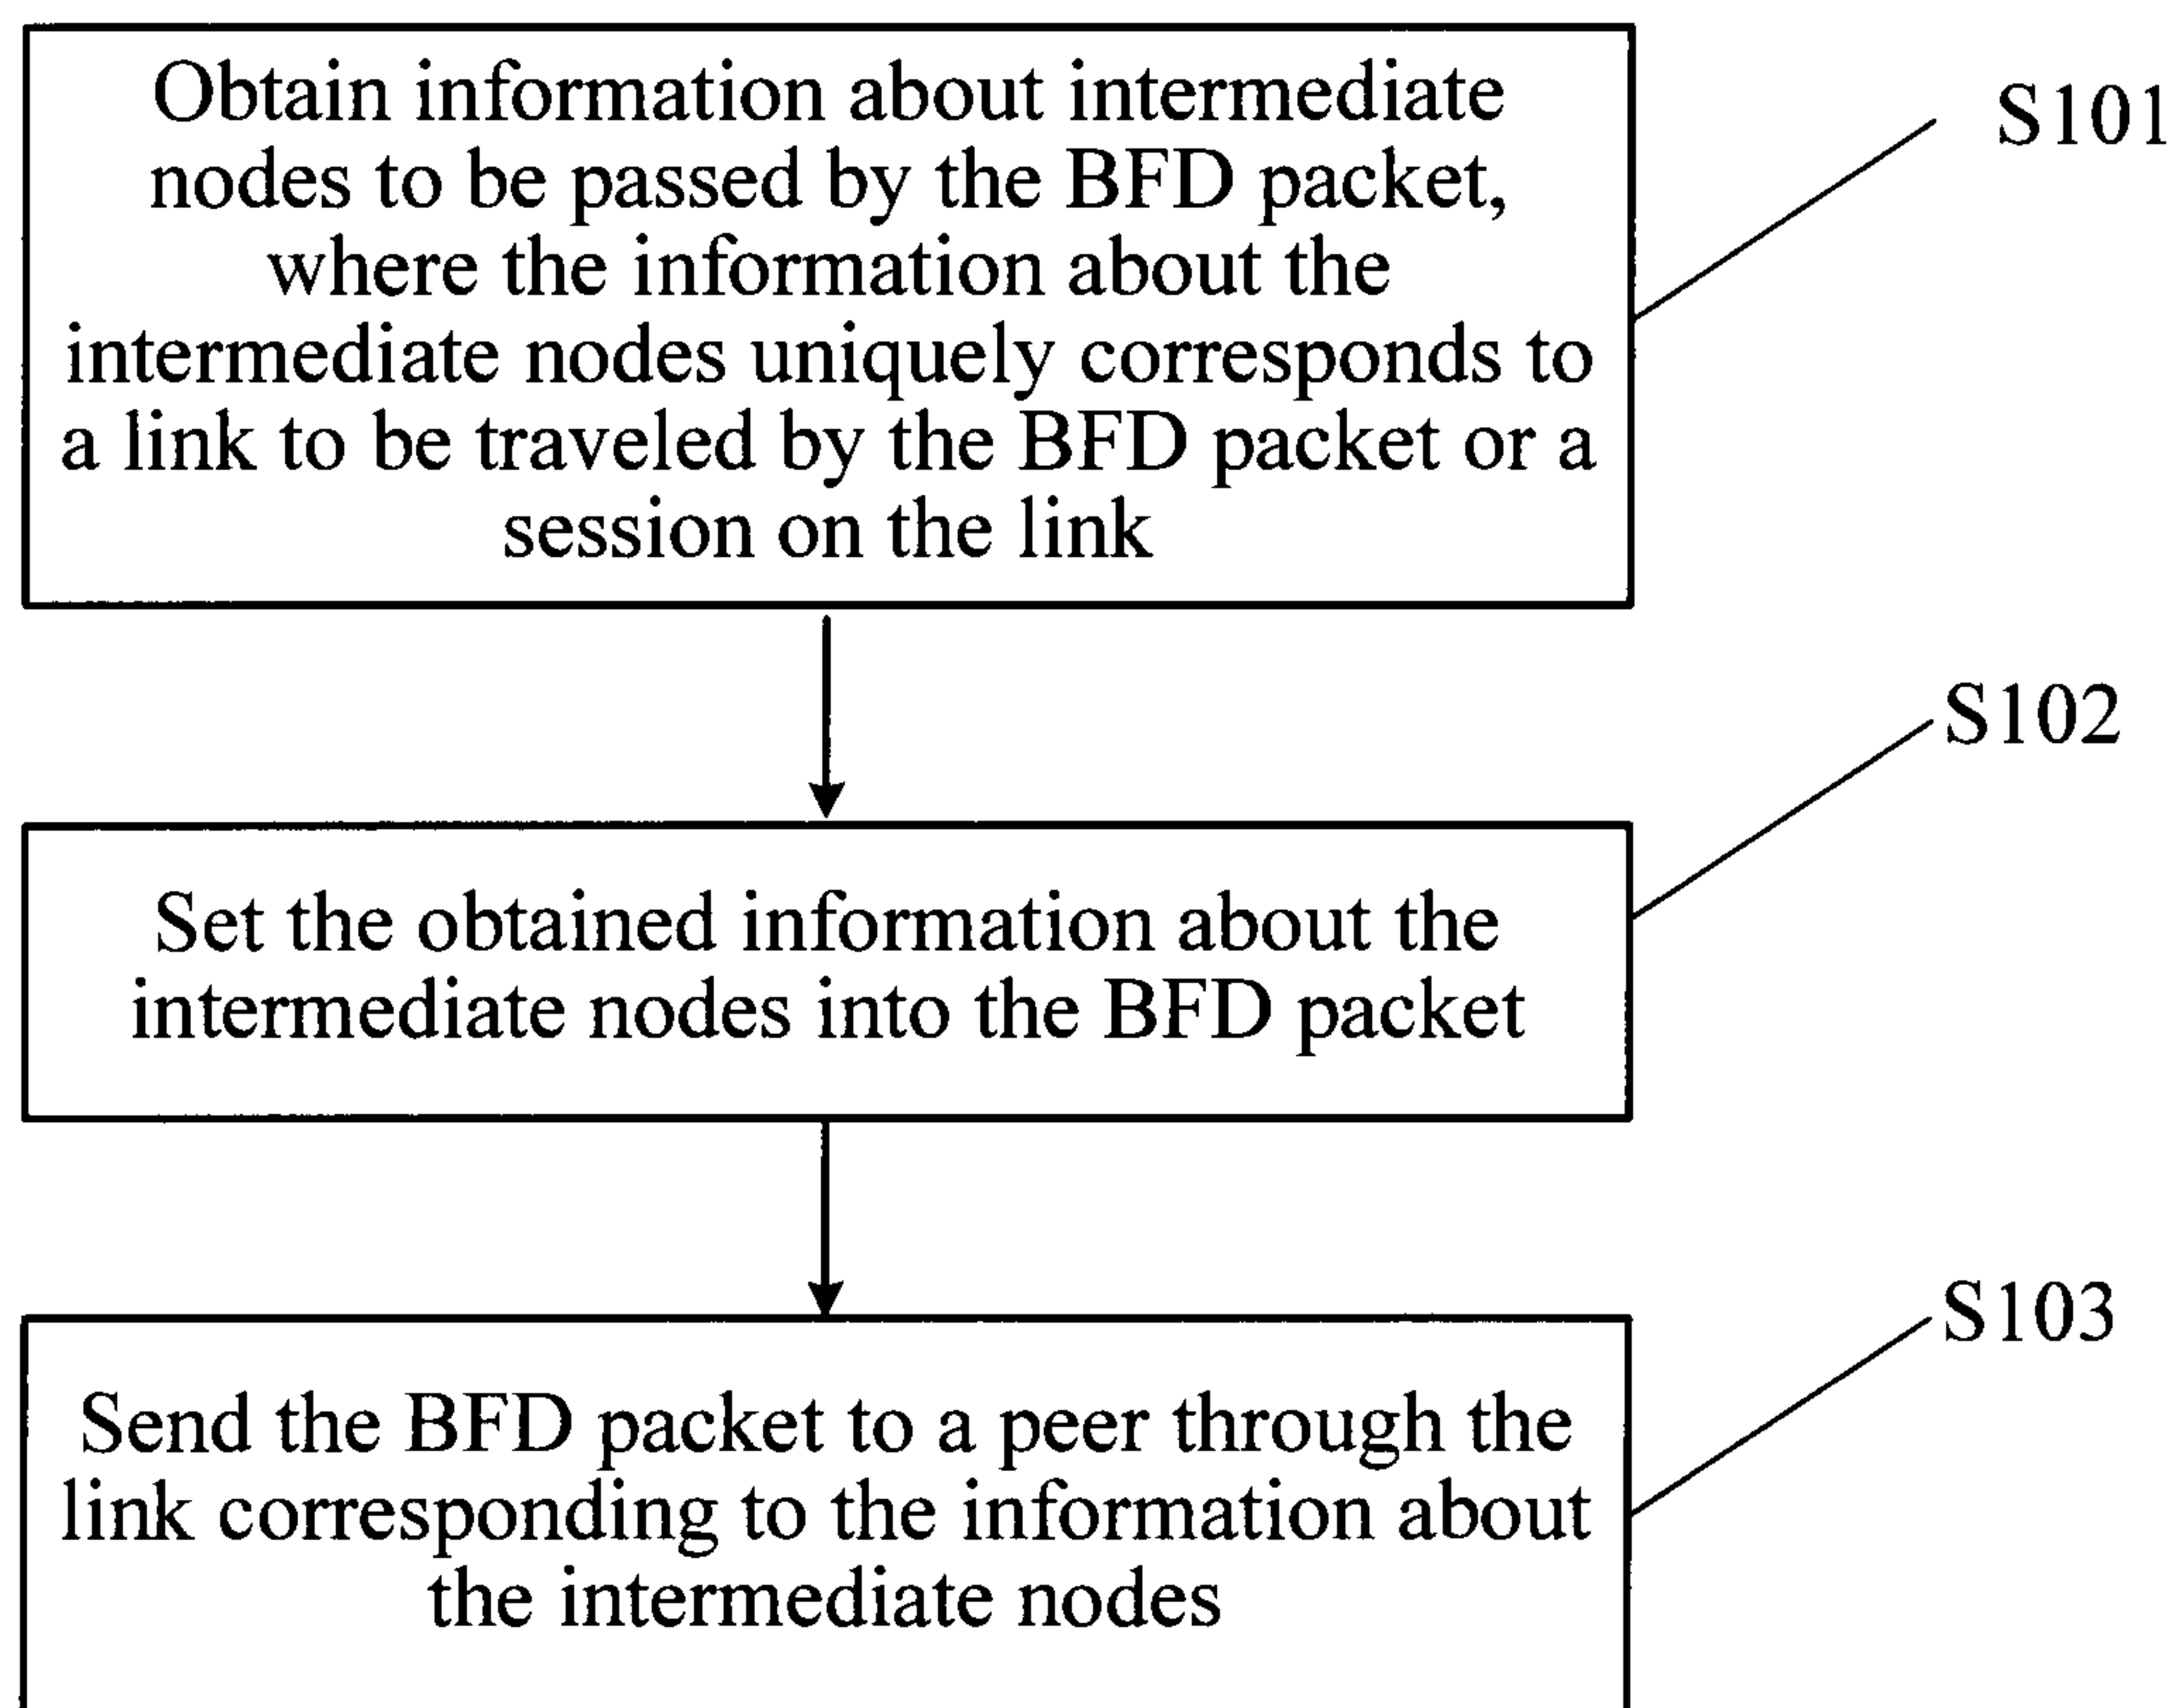 Obtain information about intermediate
nodes to be passed by the BFD packet,
where the information about the
intermediate nodes uniquely corresponds to
a link to be traveled by the BFD packet or a
session on the link
S101
S102
Set the obtained information about the
intermediate nodes into the BFD packet
S103
Send the BFD packet to a peer through the
link corresponding to the information about
the intermediate nodes